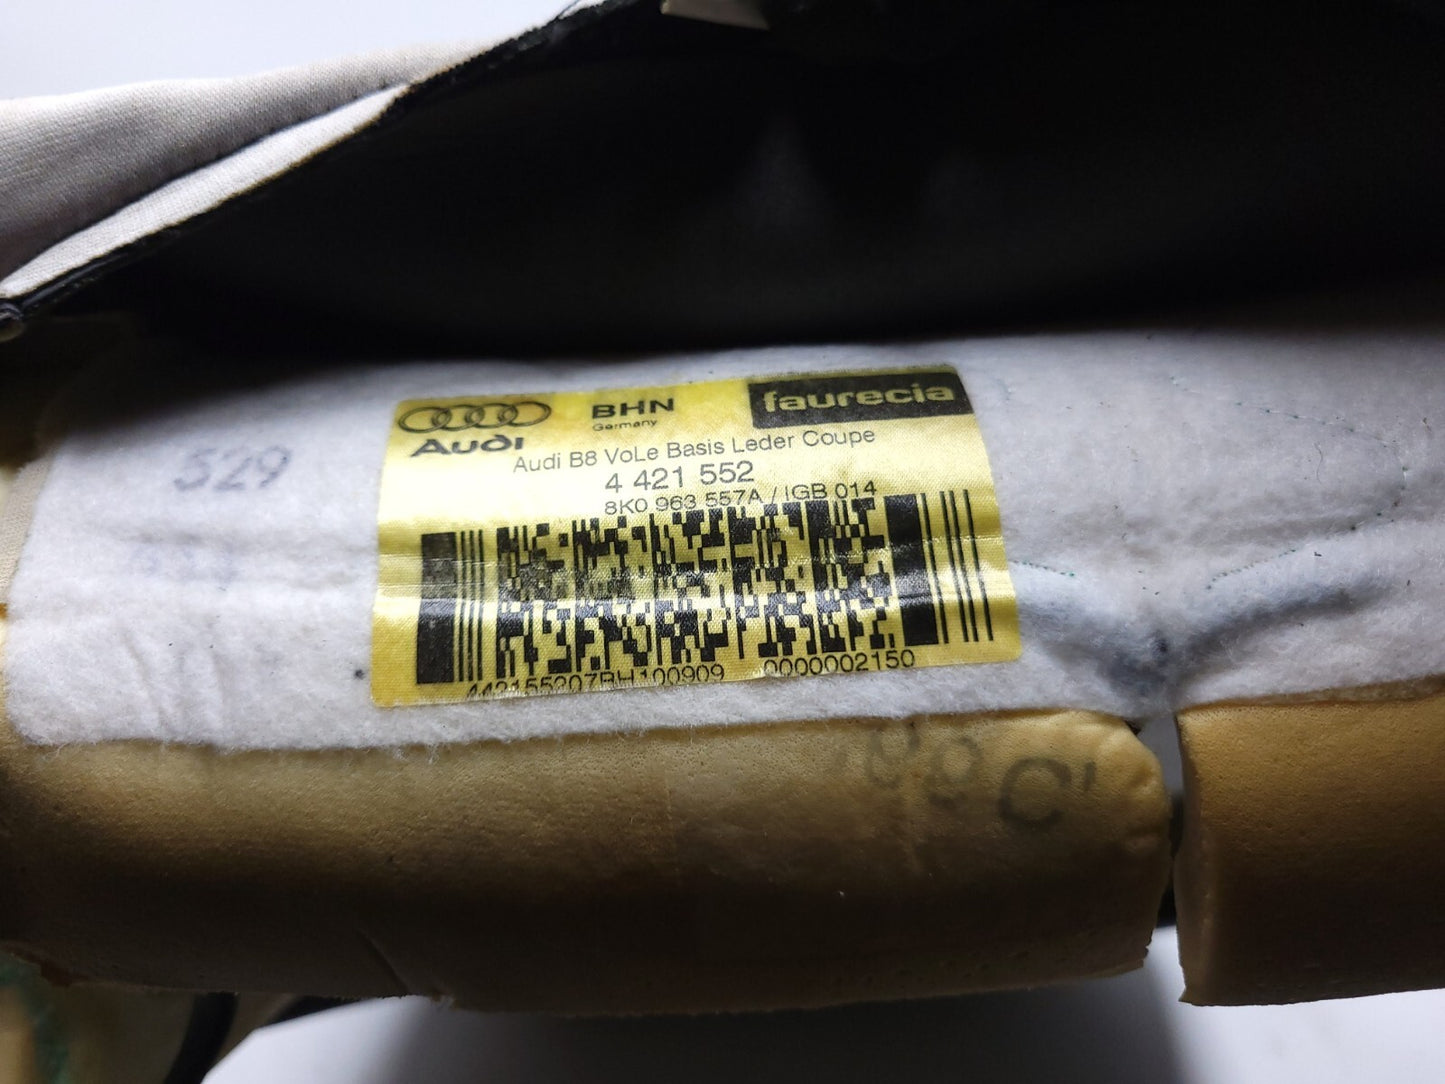 AUDI BHN faurecia
Germany
Audi B8 VoLe Basis Leder Coupe
4 421 552
8K0 963 557A / IGB 014
529
442155207BH100909 0000002150